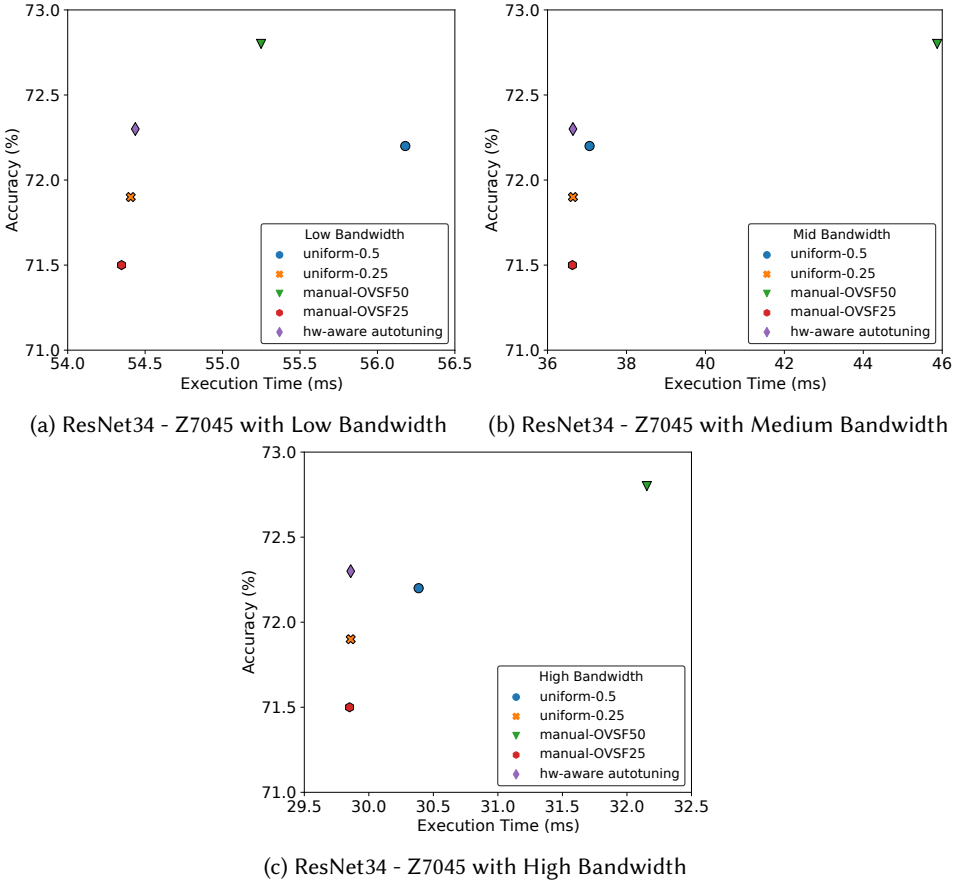 73.0
72.5
72.0
71.5
71.0
Accuracy (%)
54.0 54.5 55.0 55.5 56.0 56.5
Execution Time (ms)
Low Bandwidth
uniform-0.5
uniform-0.25
manual-OVSF50
manual-OVSF25
hw-aware autotuning
(a) ResNet34 - Z7045 with Low Bandwidth
73.0
72.5
72.0
71.5
71.0
Accuracy (%)
36 38 40 42 44 46
Execution Time (ms)
Mid Bandwidth
uniform-0.5
uniform-0.25
manual-OVSF50
manual-OVSF25
hw-aware autotuning
(b) ResNet34 - Z7045 with Medium Bandwidth
73.0
72.5
72.0
71.5
71.0
Accuracy (%)
29.5 30.0 30.5 31.0 31.5 32.0 32.5
Execution Time (ms)
High Bandwidth
uniform-0.5
uniform-0.25
manual-OVSF50
manual-OVSF25
hw-aware autotuning
(c) ResNet34 - Z7045 with High Bandwidth